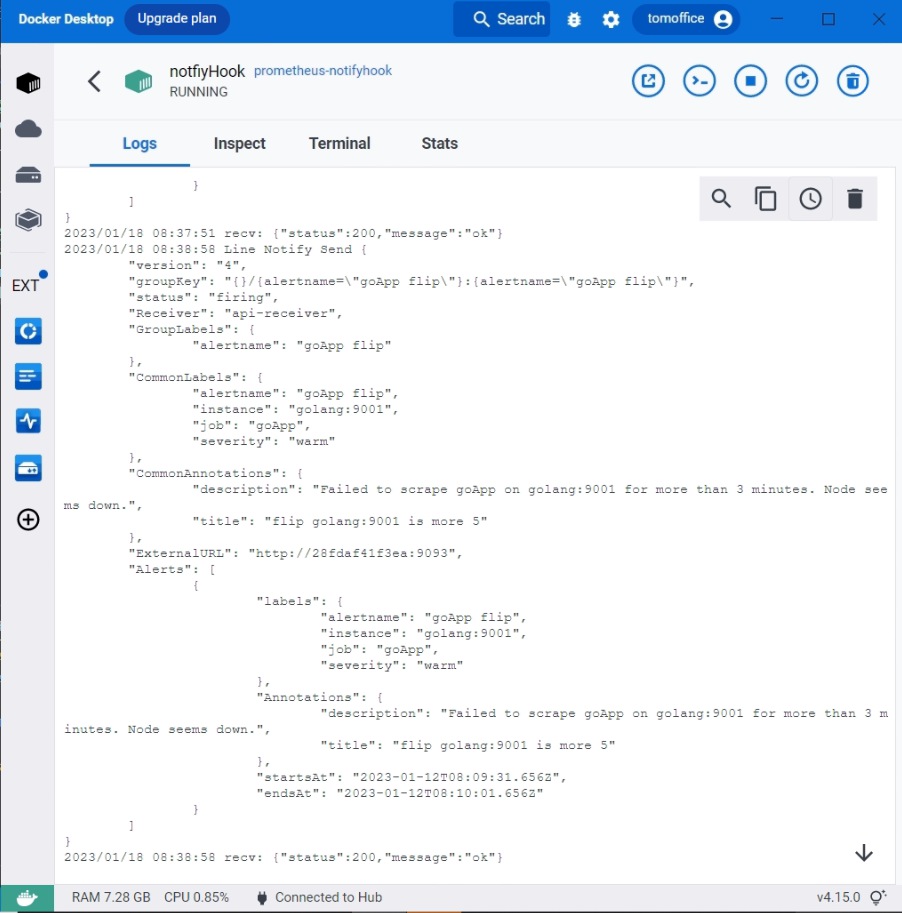 Docker Desktop Upgrade plan Search tomoffice
notfiyHook prometheus-notifyhook
RUNNING
Logs Inspect Terminal Stats
}
]
}
2023/01/18 08:37:51 recv: {"status":200,"message":"ok"}
2023/01/18 08:38:58 Line Notify Send {
"version": "4",
"groupKey": "{}/{alertname=\"goApp flip\"}:{alertname=\"goApp flip\"}",
"status": "firing",
"Receiver": "api-receiver",
"GroupLabels": {
"alertname": "goApp flip"
},
"CommonLabels": {
"alertname": "goApp flip",
"instance": "golang:9001",
"job": "goApp",
"severity": "warm"
},
"CommonAnnotations": {
"description": "Failed to scrape goApp on golang:9001 for more than 3 minutes. Node see
ms down.",
"title": "flip golang:9001 is more 5"
},
"ExternalURL": "http://28fdaf41f3ea:9093",
"Alerts": [
{
"labels": {
"alertname": "goApp flip",
"instance": "golang:9001",
"job": "goApp",
"severity": "warm"
},
"Annotations": {
"description": "Failed to scrape goApp on golang:9001 for more than 3 m
inutes. Node seems down.",
"title": "flip golang:9001 is more 5"
},
"startsAt": "2023-01-12T08:09:31.656Z",
"endsAt": "2023-01-12T08:10:01.656Z"
}
]
}
2023/01/18 08:38:58 recv: {"status":200,"message":"ok"}
EXT
RAM 7.28 GB CPU 0.85% Connected to Hub v4.15.0